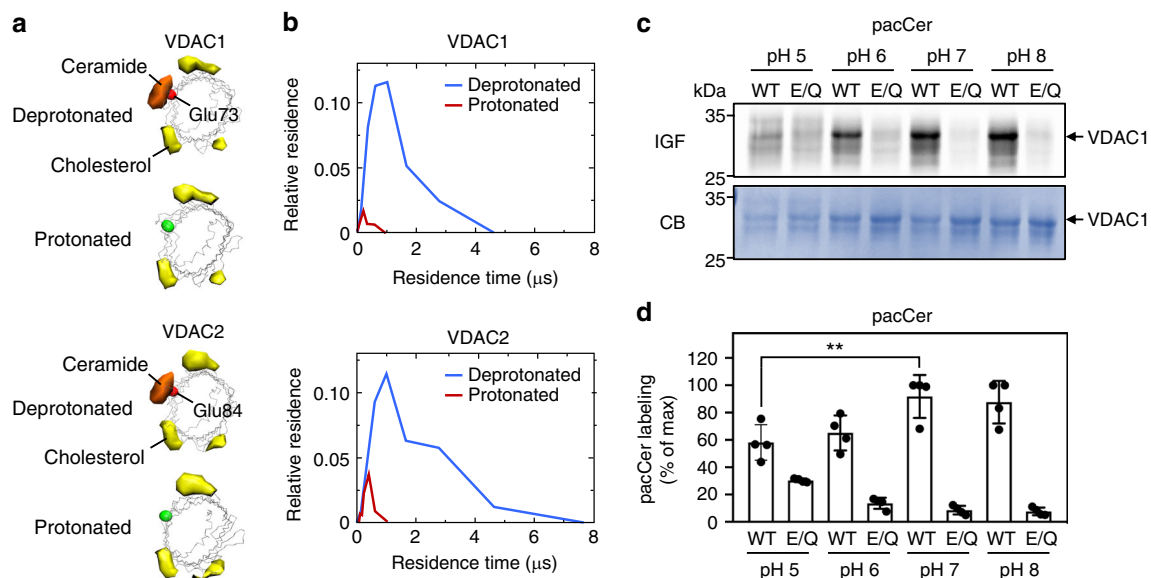 a
VDAC1
Ceramide
Deprotonated
Glu73
Cholesterol
Protonated
VDAC2
Ceramide
Deprotonated
Glu84
Cholesterol
Protonated
b
VDAC1
Deprotonated
Protonated
0.10
0.05
0
Relative residence
0 2 4 6 8
Residence time (μs)
VDAC2
Deprotonated
Protonated
0.10
0.05
0
Relative residence
0 2 4 6 8
Residence time (μs)
c
pacCer
pH 5 pH 6 pH 7 pH 8
kDa WT E/Q WT E/Q WT E/Q WT E/Q
35
IGF
VDAC1
25
35
CB
VDAC1
25
d
pacCer
**
120
100
80
60
40
20
0
pacCer labeling
(% of max)
WT E/Q WT E/Q WT E/Q WT E/Q
pH 5 pH 6 pH 7 pH 8